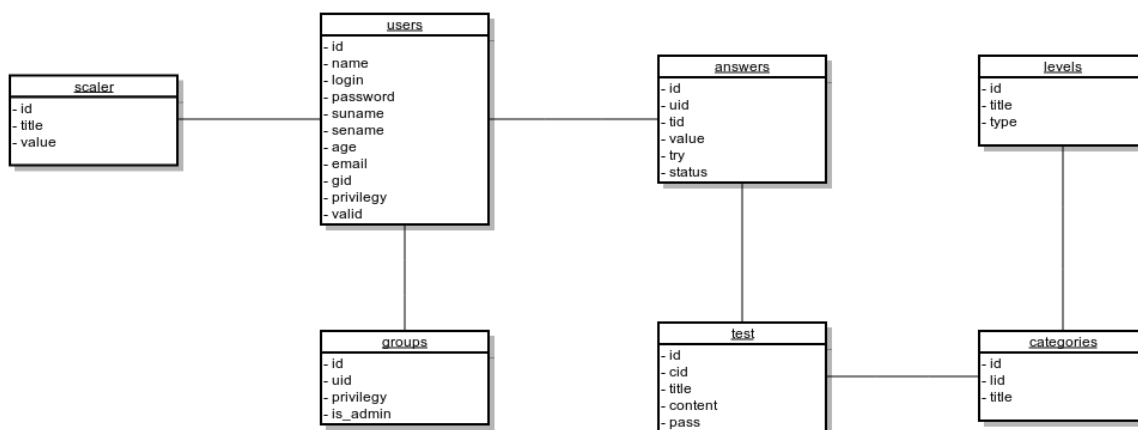 users
- id
- name
- login
- password
- suname
- sename
- age
- email
- gid
- privilegy
- valid
scaler
- id
- title
- value
answers
- id
- uid
- tid
- value
- try
- status
levels
- id
- title
- type
groups
- id
- uid
- privilegy
- is_admin
test
- id
- cid
- title
- content
- pass
categories
- id
- lid
- title